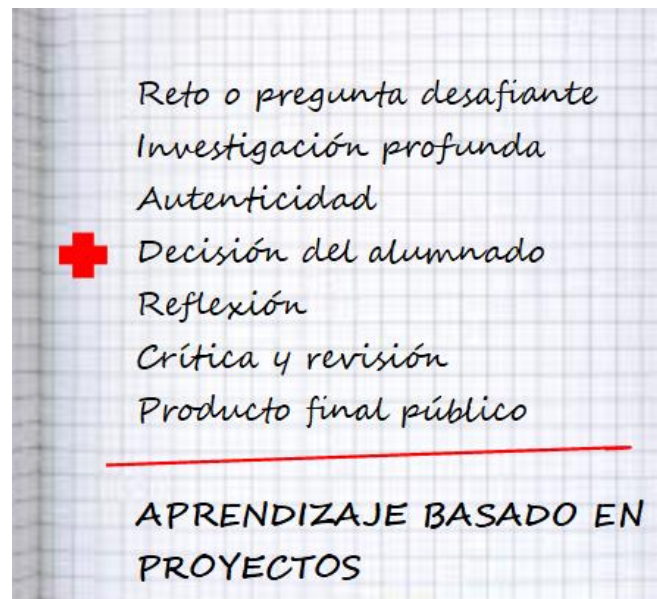 Reto o pregunta desafiante
Investigación profunda
Autenticidad
Decisión del alumnado
Reflexión
Crítica y revisión
Producto final público
APRENDIZAJE BASADO EN
PROYECTOS